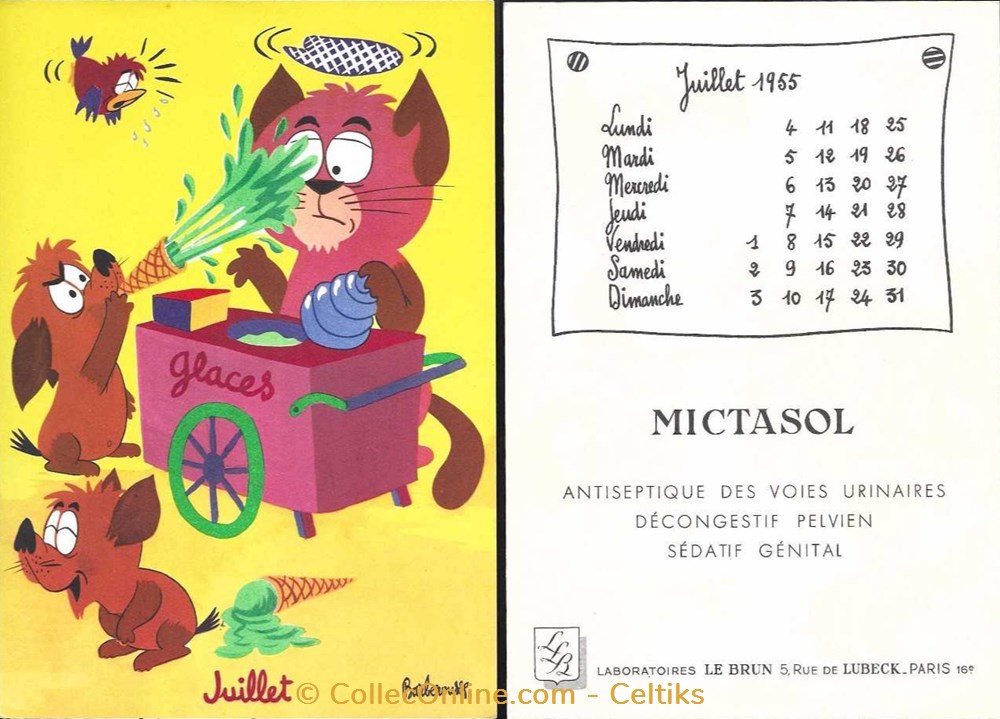 glaces
Juillet
Barberousse
Juillet 1955
Lundi 4 11 18 25
Mardi 5 12 19 26
Mercredi 6 13 20 27
Jeudi 7 14 21 28
Vendredi 1 8 15 22 29
Samedi 2 9 16 23 30
Dimanche 3 10 17 24 31
MICTASOL
ANTISEPTIQUE DES VOIES URINAIRES
DÉCONGESTIF PELVIEN
SÉDATIF GÉNITAL
LLB
LABORATOIRES LE BRUN 5, RUE DE LUBECK_PARIS 16e
© CollecOnline.com - Celtiks